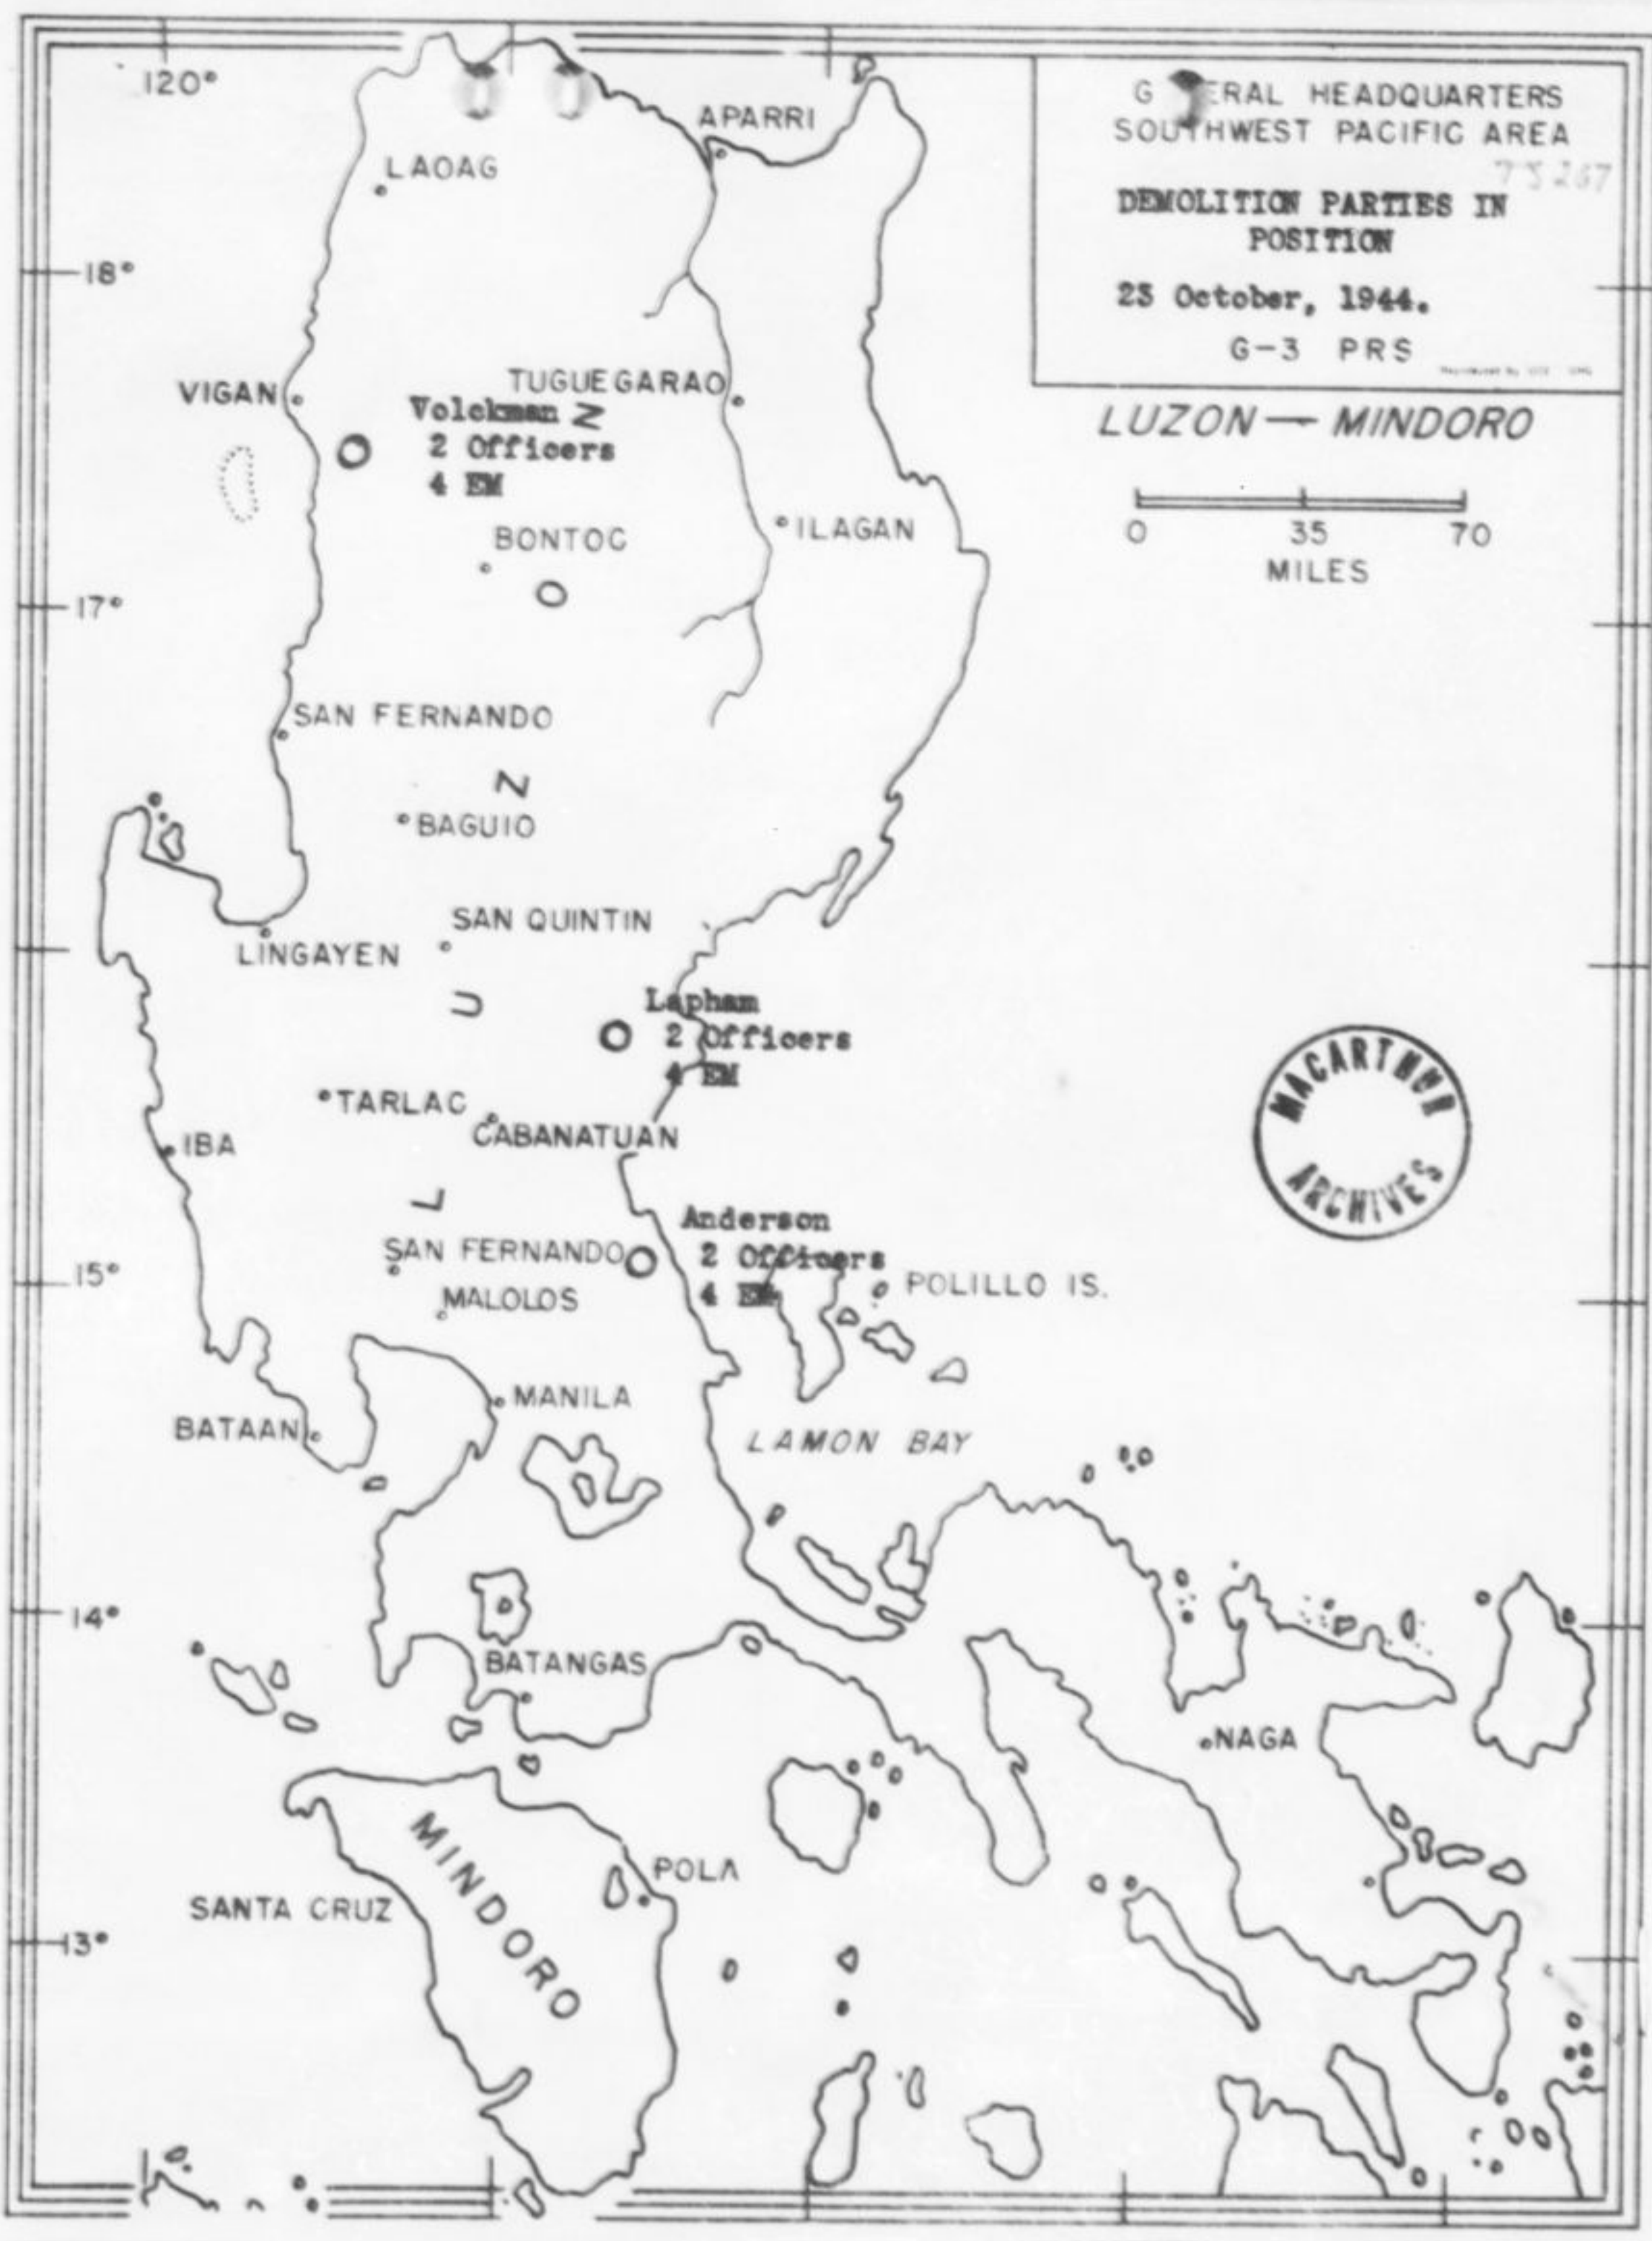 120°
APARRI
LAOAG
G ERAL HEADQUARTERS
SOUTHWEST PACIFIC AREA
75267
DEMOLITION PARTIES IN
POSITION
23 October, 1944.
G-3 PRS
LUZON — MINDORO
0 35 70
MILES
18°
VIGAN
TUGUEGARAO
Volckman
2 Officers
4 EM
BONTOC
ILAGAN
17°
SAN FERNANDO
BAGUIO
SAN QUINTIN
LINGAYEN
Lapham
2 Officers
4 EM
TARLAC
CABANATUAN
IBA
LUZON
MACARTHUR
ARCHIVES
Anderson
2 Officers
4 EM
SAN FERNANDO
15°
MALOLOS
POLILLO IS.
MANILA
BATAAN
LAMON BAY
14°
BATANGAS
NAGA
MINDORO
POLA
SANTA CRUZ
13°